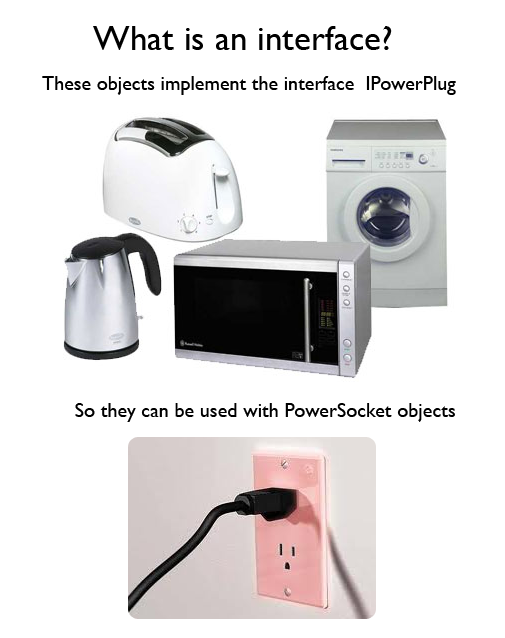 What is an interface?
These objects implement the interface IPowerPlug
So they can be used with PowerSocket objects